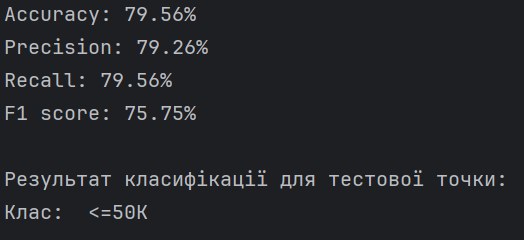 Accuracy: 79.56%
Precision: 79.26%
Recall: 79.56%
F1 score: 75.75%
Результат класифікації для тестової точки:
Клас:  <=50K